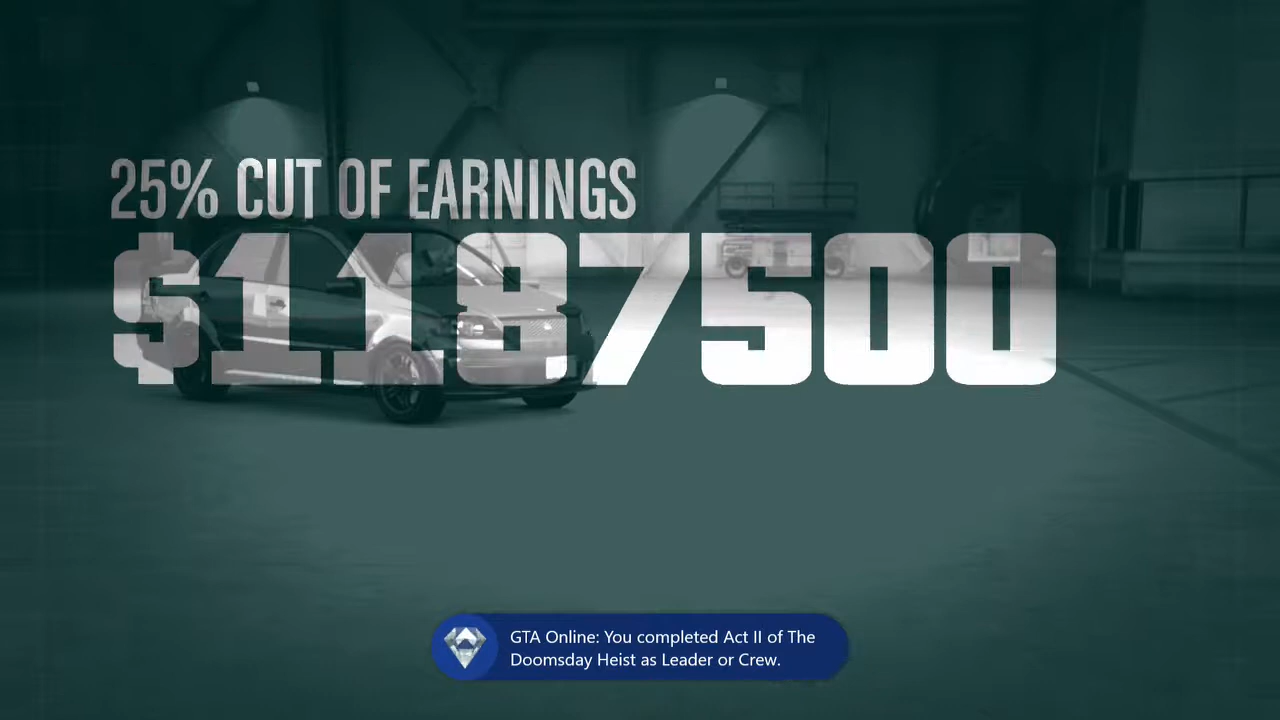 25% CUT OF EARNINGS
$1187500
GTA Online: You completed Act II of The
Doomsday Heist as Leader or Crew.